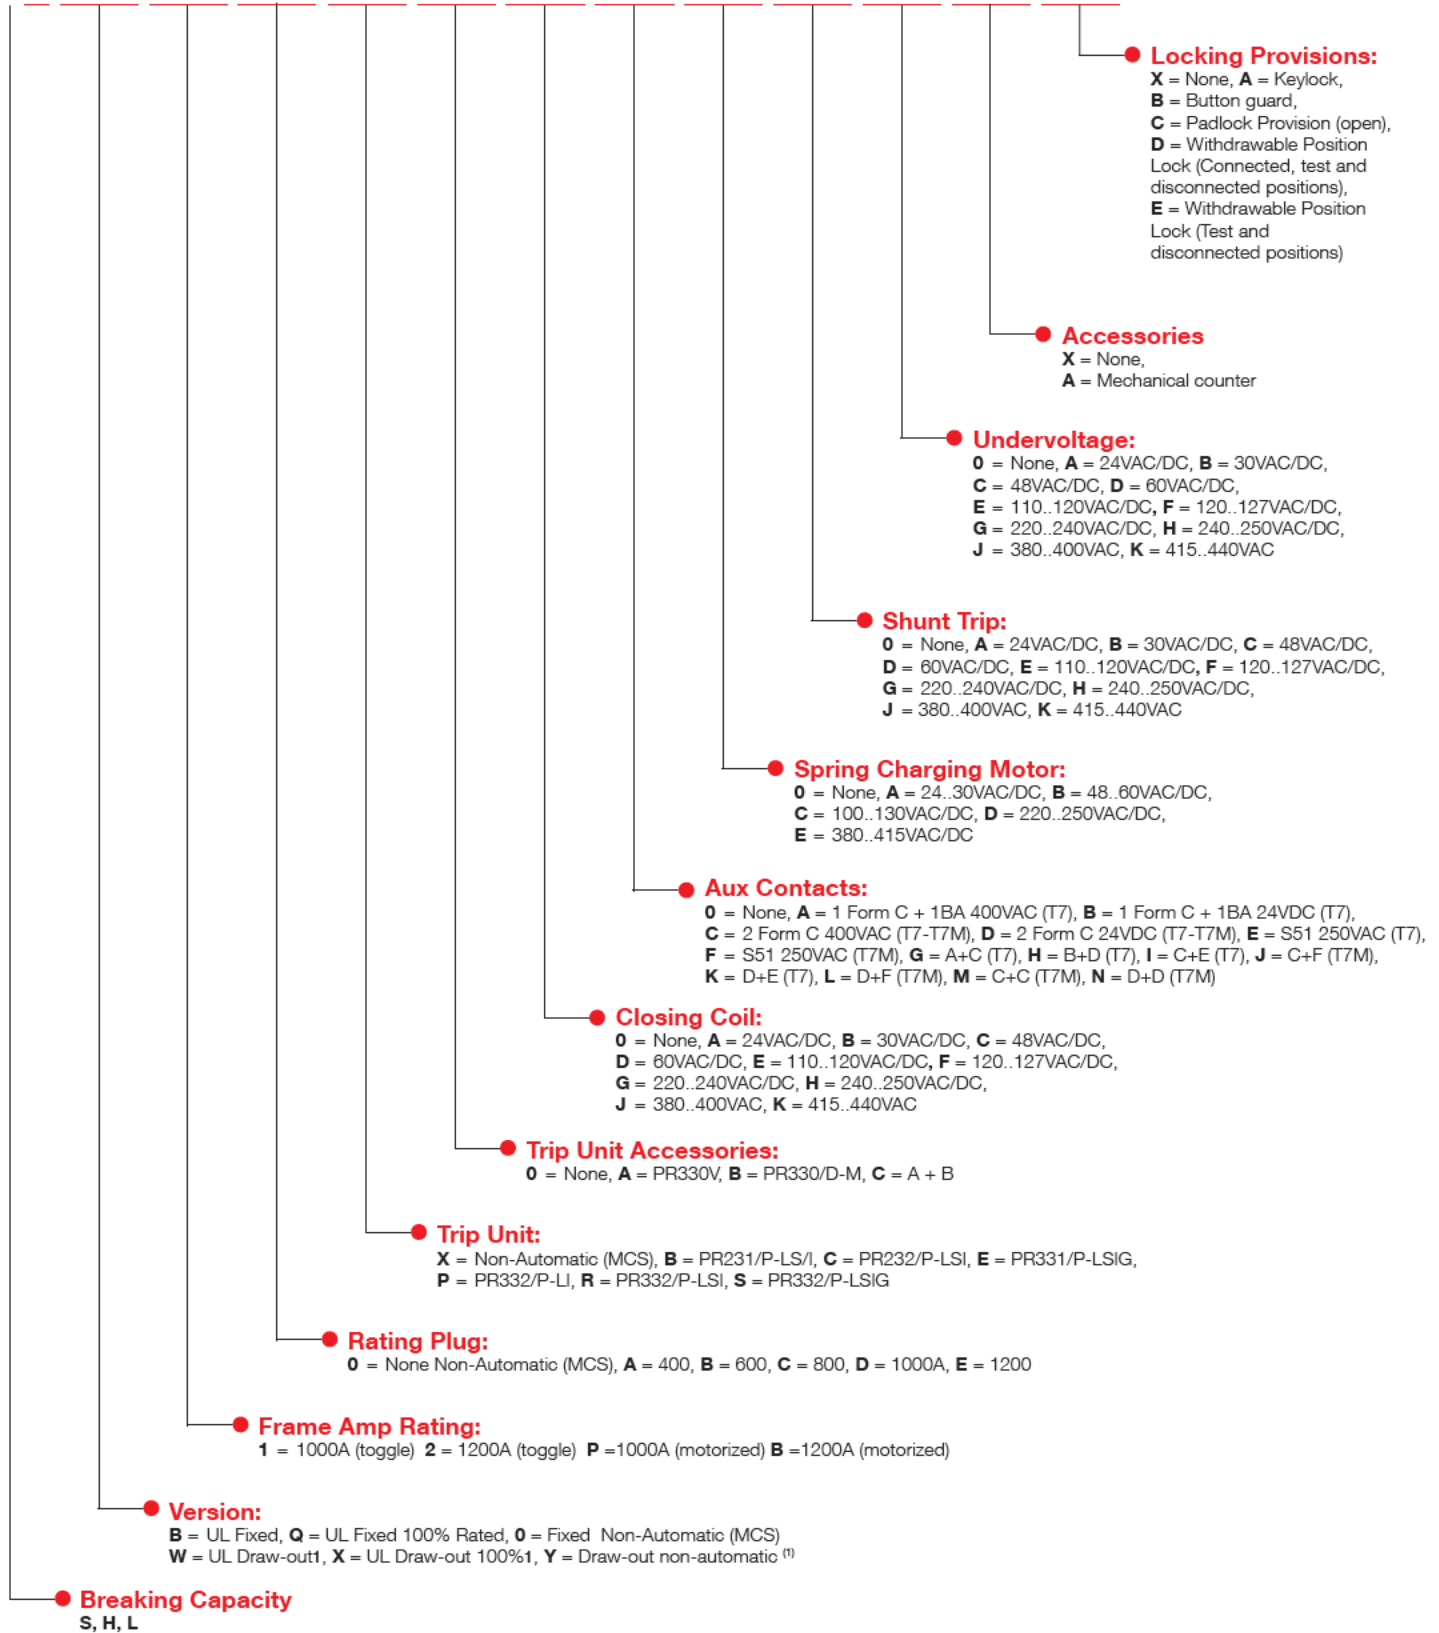 Locking Provisions:
X = None, A = Keylock,
B = Button guard,
C = Padlock Provision (open),
D = Withdrawable Position
Lock (Connected, test and
disconnected positions),
E = Withdrawable Position
Lock (Test and
disconnected positions)
Accessories
X = None,
A = Mechanical counter
Undervoltage:
0 = None, A = 24VAC/DC, B = 30VAC/DC,
C = 48VAC/DC, D = 60VAC/DC,
E = 110..120VAC/DC, F = 120..127VAC/DC,
G = 220..240VAC/DC, H = 240..250VAC/DC,
J = 380..400VAC, K = 415..440VAC
Shunt Trip:
0 = None, A = 24VAC/DC, B = 30VAC/DC, C = 48VAC/DC,
D = 60VAC/DC, E = 110..120VAC/DC, F = 120..127VAC/DC,
G = 220..240VAC/DC, H = 240..250VAC/DC,
J = 380..400VAC, K = 415..440VAC
Spring Charging Motor:
0 = None, A = 24..30VAC/DC, B = 48..60VAC/DC,
C = 100..130VAC/DC, D = 220..250VAC/DC,
E = 380..415VAC/DC
Aux Contacts:
0 = None, A = 1 Form C + 1BA 400VAC (T7), B = 1 Form C + 1BA 24VDC (T7),
C = 2 Form C 400VAC (T7-T7M), D = 2 Form C 24VDC (T7-T7M), E = S51 250VAC (T7),
F = S51 250VAC (T7M), G = A+C (T7), H = B+D (T7), I = C+E (T7), J = C+F (T7M),
K = D+E (T7), L = D+F (T7M), M = C+C (T7M), N = D+D (T7M)
Closing Coil:
0 = None, A = 24VAC/DC, B = 30VAC/DC, C = 48VAC/DC,
D = 60VAC/DC, E = 110..120VAC/DC, F = 120..127VAC/DC,
G = 220..240VAC/DC, H = 240..250VAC/DC,
J = 380..400VAC, K = 415..440VAC
Trip Unit Accessories:
0 = None, A = PR330V, B = PR330/D-M, C = A + B
Trip Unit:
X = Non-Automatic (MCS), B = PR231/P-LS/I, C = PR232/P-LSI, E = PR331/P-LSIG,
P = PR332/P-LI, R = PR332/P-LSI, S = PR332/P-LSIG
Rating Plug:
0 = None Non-Automatic (MCS), A = 400, B = 600, C = 800, D = 1000A, E = 1200
Frame Amp Rating:
1 = 1000A (toggle) 2 = 1200A (toggle) P =1000A (motorized) B =1200A (motorized)
Version:
B = UL Fixed, Q = UL Fixed 100% Rated, 0 = Fixed Non-Automatic (MCS)
W = UL Draw-out1, X = UL Draw-out 100%1, Y = Draw-out non-automatic (1)
Breaking Capacity
S, H, L